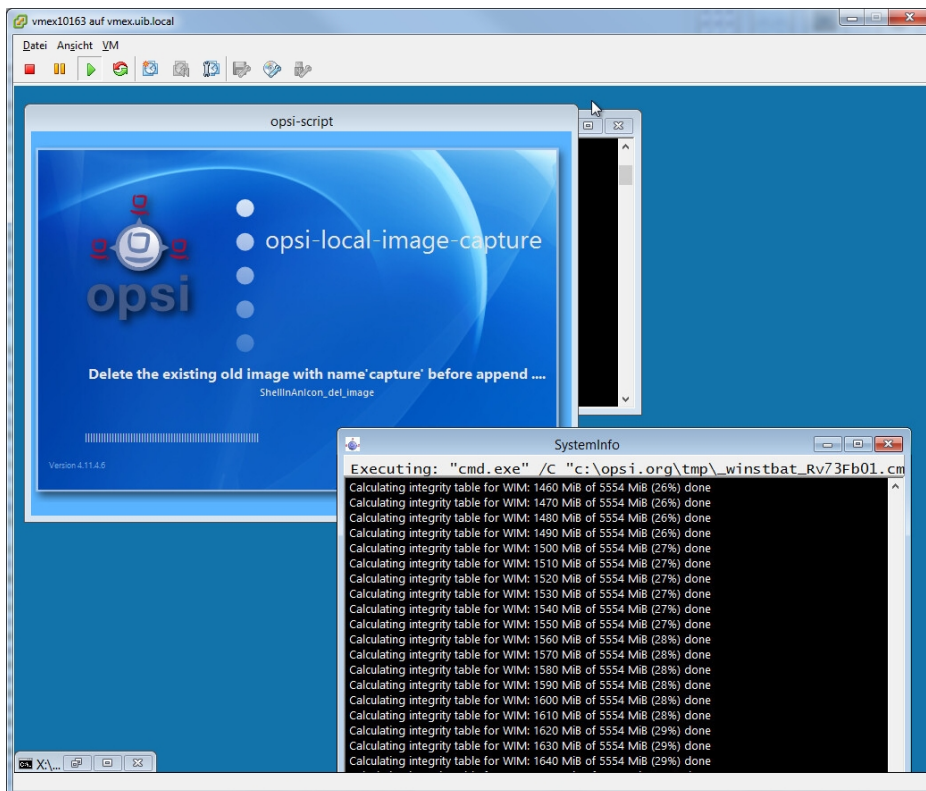 vmex10163 auf vmex.uib.local
Datei Ansicht VM
opsi-script
opsi-local-image-capture
opsi
Delete the existing old image with name'capture' before append ....
ShellInAnIcon_del_image
Version 4.11.4.6
SystemInfo
Executing: "cmd.exe" /C "c:\opsi.org\tmp\_winstbat_Rv73Fb01.cm
Calculating integrity table for WIM: 1460 MiB of 5554 MiB (26%) done
Calculating integrity table for WIM: 1470 MiB of 5554 MiB (26%) done
Calculating integrity table for WIM: 1480 MiB of 5554 MiB (26%) done
Calculating integrity table for WIM: 1490 MiB of 5554 MiB (26%) done
Calculating integrity table for WIM: 1500 MiB of 5554 MiB (27%) done
Calculating integrity table for WIM: 1510 MiB of 5554 MiB (27%) done
Calculating integrity table for WIM: 1520 MiB of 5554 MiB (27%) done
Calculating integrity table for WIM: 1530 MiB of 5554 MiB (27%) done
Calculating integrity table for WIM: 1540 MiB of 5554 MiB (27%) done
Calculating integrity table for WIM: 1550 MiB of 5554 MiB (27%) done
Calculating integrity table for WIM: 1560 MiB of 5554 MiB (28%) done
Calculating integrity table for WIM: 1570 MiB of 5554 MiB (28%) done
Calculating integrity table for WIM: 1580 MiB of 5554 MiB (28%) done
Calculating integrity table for WIM: 1590 MiB of 5554 MiB (28%) done
Calculating integrity table for WIM: 1600 MiB of 5554 MiB (28%) done
Calculating integrity table for WIM: 1610 MiB of 5554 MiB (28%) done
Calculating integrity table for WIM: 1620 MiB of 5554 MiB (29%) done
Calculating integrity table for WIM: 1630 MiB of 5554 MiB (29%) done
Calculating integrity table for WIM: 1640 MiB of 5554 MiB (29%) done
X:\...